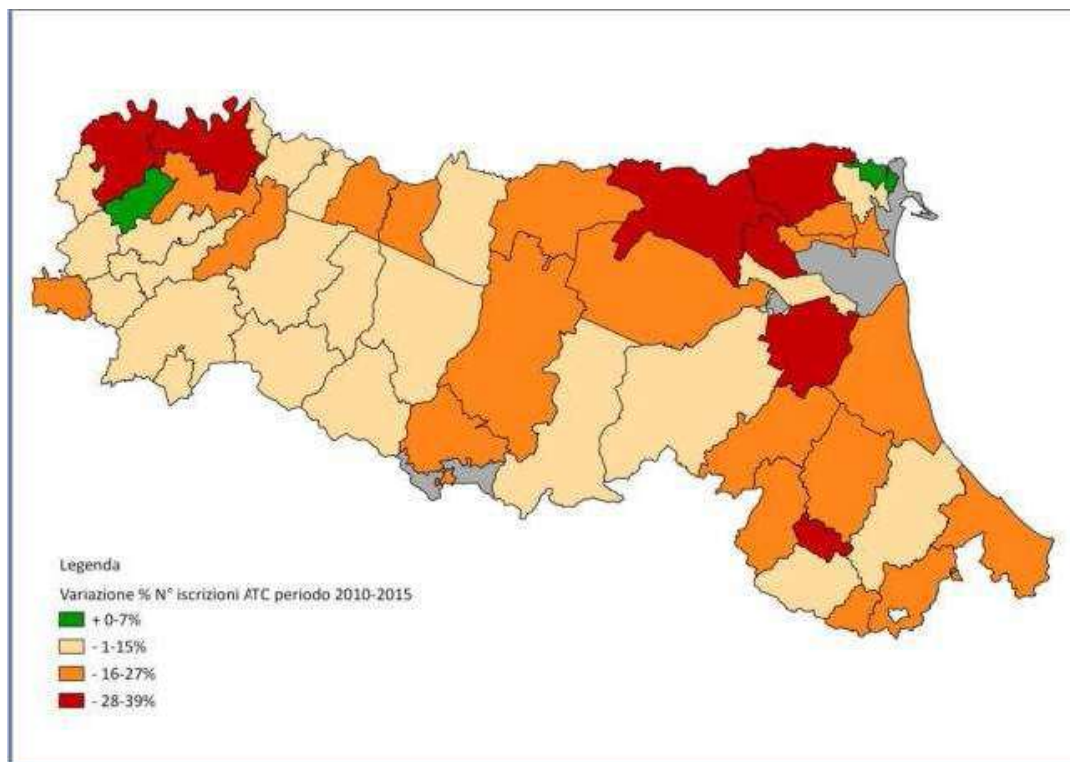 Legenda
Variazione % N° iscrizioni ATC periodo 2010-2015
+ 0-7%
- 1-15%
- 16-27%
- 28-39%